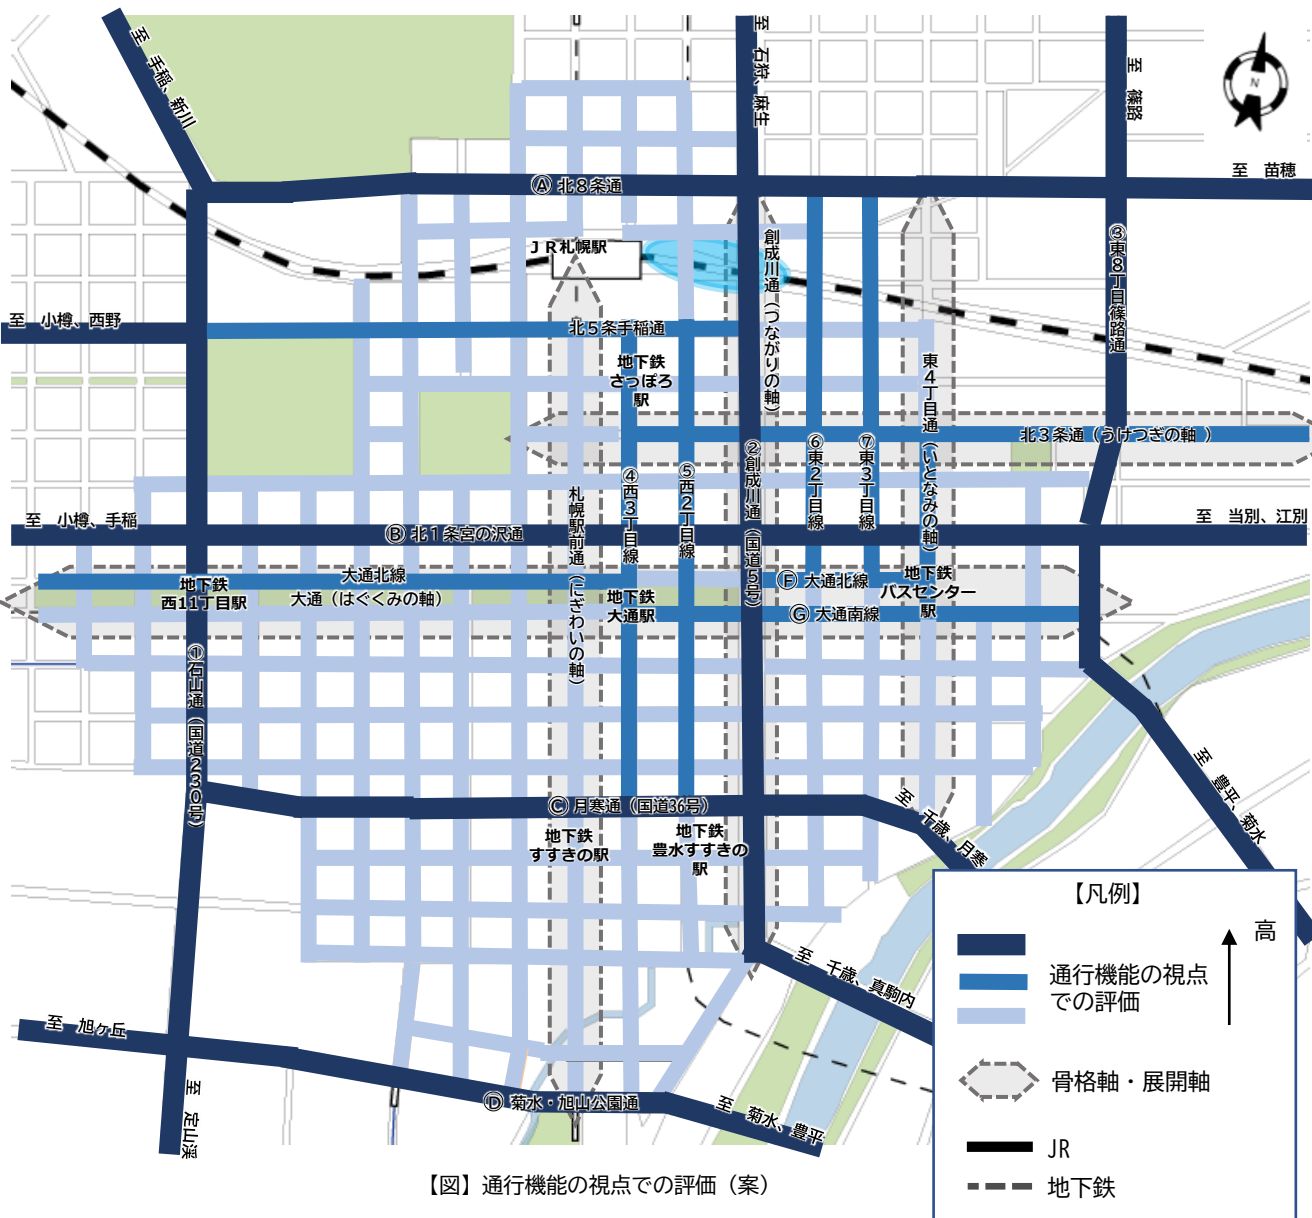 至　手稲、新川
至　石狩、麻生
至　篠路
N
至　苗穂
Ⓐ 北８条通
ＪＲ札幌駅
創成川通（つながりの軸）
③東８丁目篠路通
至　小樽、西野
北５条手稲通
地下鉄
さっぽろ
駅
東４丁目通（いとなみの軸）
北３条通（うけつぎの軸 ）
④西３丁目線
⑤西２丁目線
②創成川通（国道５号）
⑥東２丁目線
⑦東３丁目線
札幌駅前通（にぎわいの軸）
至　小樽、手稲
Ⓑ 北１条宮の沢通
至　当別、江別
大通北線
地下鉄
西11丁目駅
大通（はぐくみの軸）
地下鉄
大通駅
Ⓕ 大通北線
地下鉄
バスセンター
駅
Ⓖ 大通南線
①石山通（国道２３０号）
Ⓒ 月寒通（国道36号）
至　千歳、月寒
至　豊平、菊水
地下鉄
すすきの駅
地下鉄
豊水すすきの
駅
至　千歳、真駒内
至　旭ヶ丘
至　定山渓
Ⓓ 菊水・旭山公園通
至　菊水、豊平
【凡例】
高
通行機能の視点
での評価
骨格軸・展開軸
JR
地下鉄
【図】通行機能の視点での評価（案）